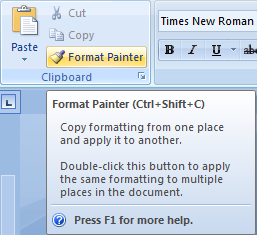 Cut
Copy
Paste
Format Painter
Clipboard
Times New Roman
B I U abc
L
Format Painter (Ctrl+Shift+C)
Copy formatting from one place
and apply it to another.
Double-click this button to apply
the same formatting to multiple
places in the document.
Press F1 for more help.